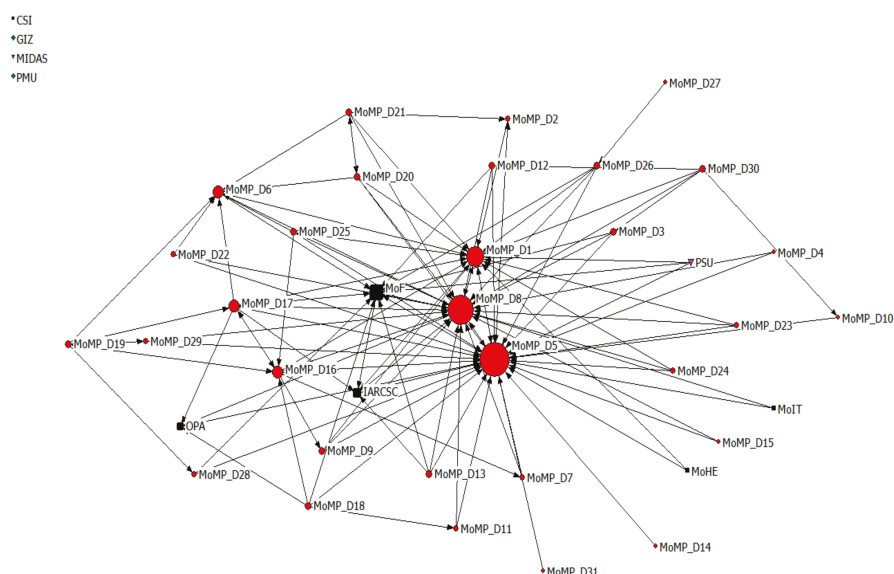 CSI
GIZ
MIDAS
PMU
MoMP_D27
MoMP_D21
MoMP_D2
MoMP_D12
MoMP_D26
MoMP_D30
MoMP_D20
MoMP_D6
MoMP_D25
MoMP_D3
MoMP_D1
MoMP_D22
MoMP_D4
PSU
MoF
MoMP_D8
MoMP_D17
MoMP_D10
MoMP_D23
MoMP_D29
MoMP_D19
MoMP_D5
MoMP_D16
MoMP_D24
IARCSC
MoIT
OPA
MoMP_D15
MoMP_D9
MoHE
MoMP_D28
MoMP_D13
MoMP_D7
MoMP_D18
MoMP_D11
MoMP_D14
MoMP_D31